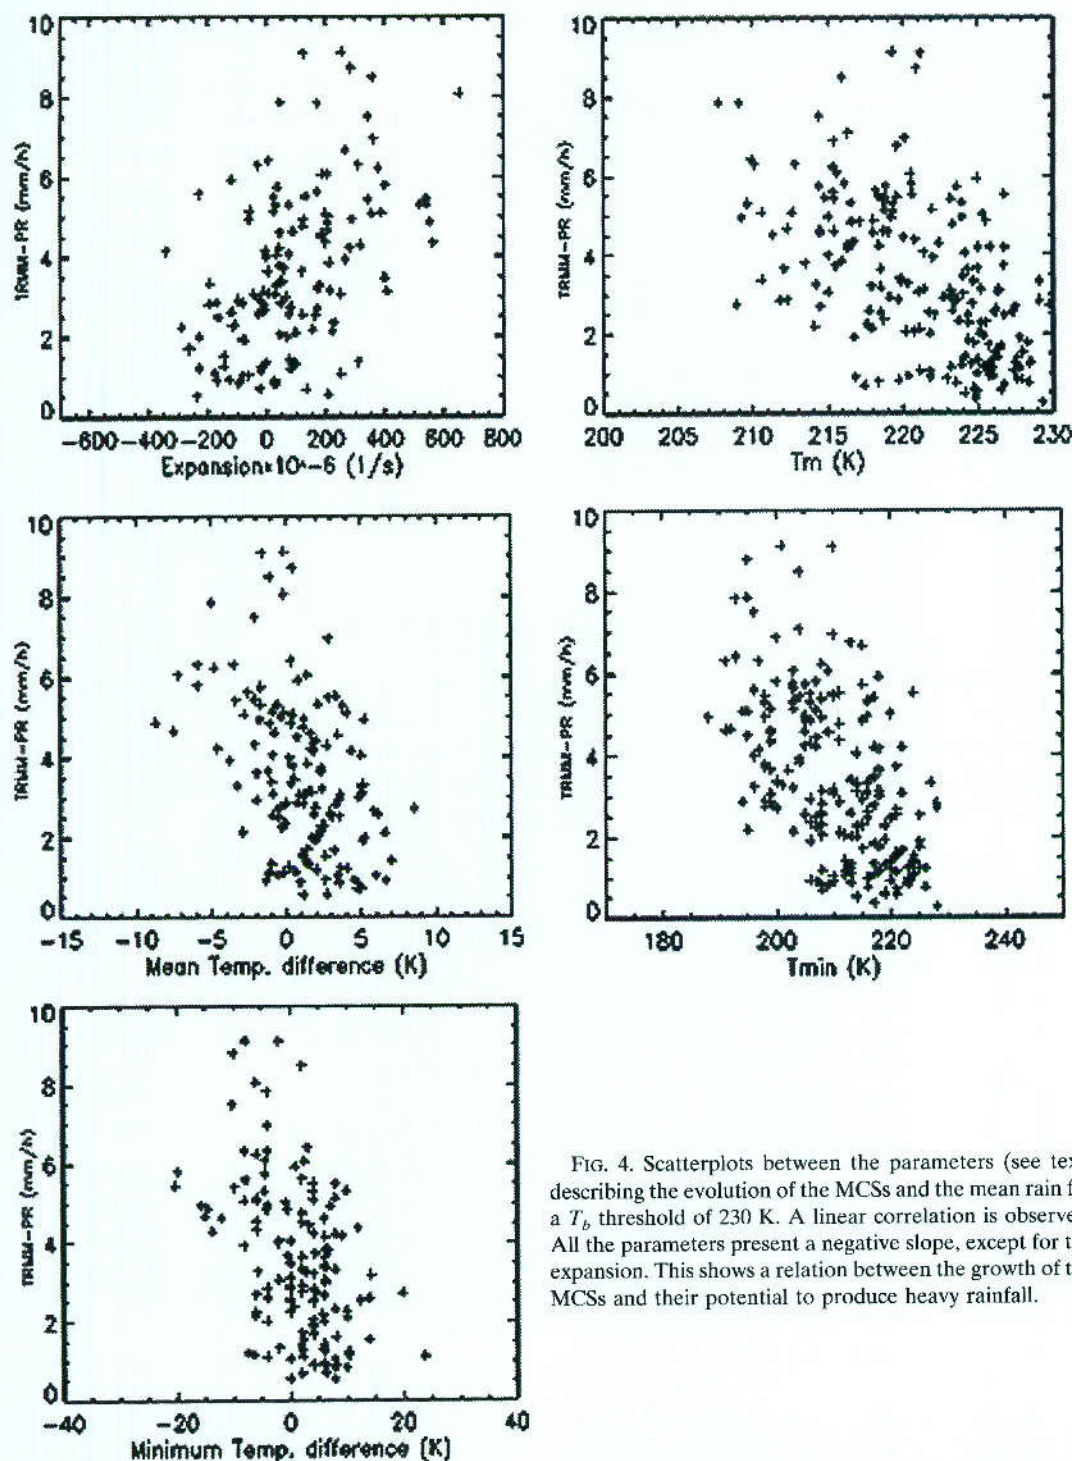 10
8
6
4
2
0
TRMM-PR (mm/h)
-600 -400 -200 0 200 400 600 800
Expansion*10^-6 (1/s)
10
8
6
4
2
0
TRMM-PR (mm/h)
200 205 210 215 220 225 230
Tm (K)
10
8
6
4
2
0
TRMM-PR (mm/h)
-15 -10 -5 0 5 10 15
Mean Temp. difference (K)
10
8
6
4
2
0
TRMM-PR (mm/h)
180 200 220 240
Tmin (K)
10
8
6
4
2
0
TRMM-PR (mm/h)
-40 -20 0 20 40
Minimum Temp. difference (K)
FIG. 4. Scatterplots between the parameters (see tex
describing the evolution of the MCSs and the mean rain f
a Tb threshold of 230 K. A linear correlation is observe
All the parameters present a negative slope, except for t
expansion. This shows a relation between the growth of t
MCSs and their potential to produce heavy rainfall.